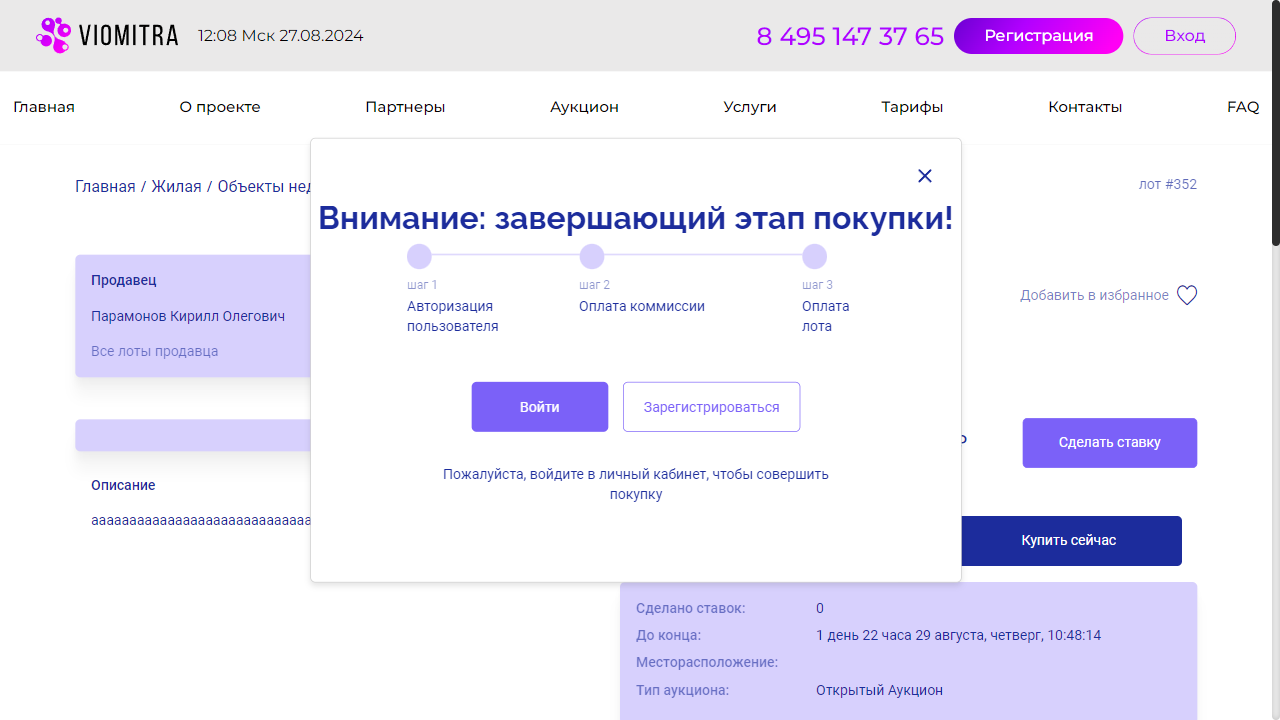 VIOMITRA
12:08 Мск 27.08.2024
8 495 147 37 65
Регистрация
Вход
Главная
О проекте
Партнеры
Аукцион
Услуги
Тарифы
Контакты
FAQ
Главная / Жилая / Объекты
лот #352
Внимание: завершающий этап покупки!
шаг 1
Авторизация
пользователя
шаг 2
Оплата коммиссии
шаг 3
Оплата
лота
Войти
Зарегистрироваться
Пожалуйста, войдите в личный кабинет, чтобы совершить
покупку
Продавец
Парамонов Кирилл Олегович
Все лоты продавца
Добавить в избранное
Сделать ставку
Описание
Купить сейчас
Сделано ставок: 0
До конца: 1 день 22 часа 29 августа, четверг, 10:48:14
Месторасположение:
Тип аукциона: Открытый Аукцион